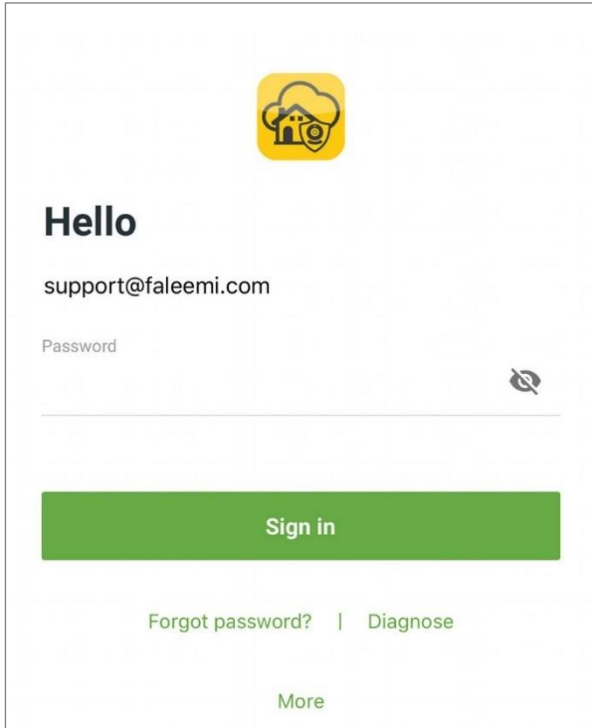 Hello
support@faleemi.com
Password
Sign in
Forgot password? | Diagnose
More